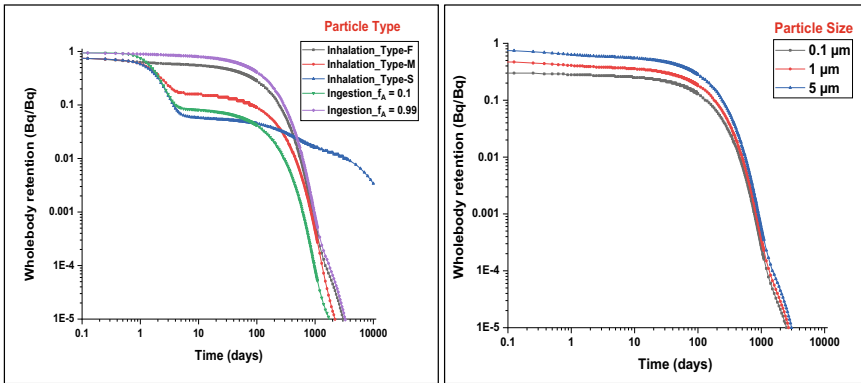 Particle Type
Inhalation_Type-F
Inhalation_Type-M
Inhalation_Type-S
Ingestion_fA = 0.1
Ingestion_fA = 0.99
Wholebody retention (Bq/Bq)
1
0.1
0.01
0.001
1E-4
1E-5
0.1
1
10
100
1000
10000
Time (days)
Particle Size
0.1 µm
1 µm
5 µm
Wholebody retention (Bq/Bq)
1
0.1
0.01
0.1
0.001
1E-4
1E-5
0.1
1
10
100
1000
10000
Time (days)